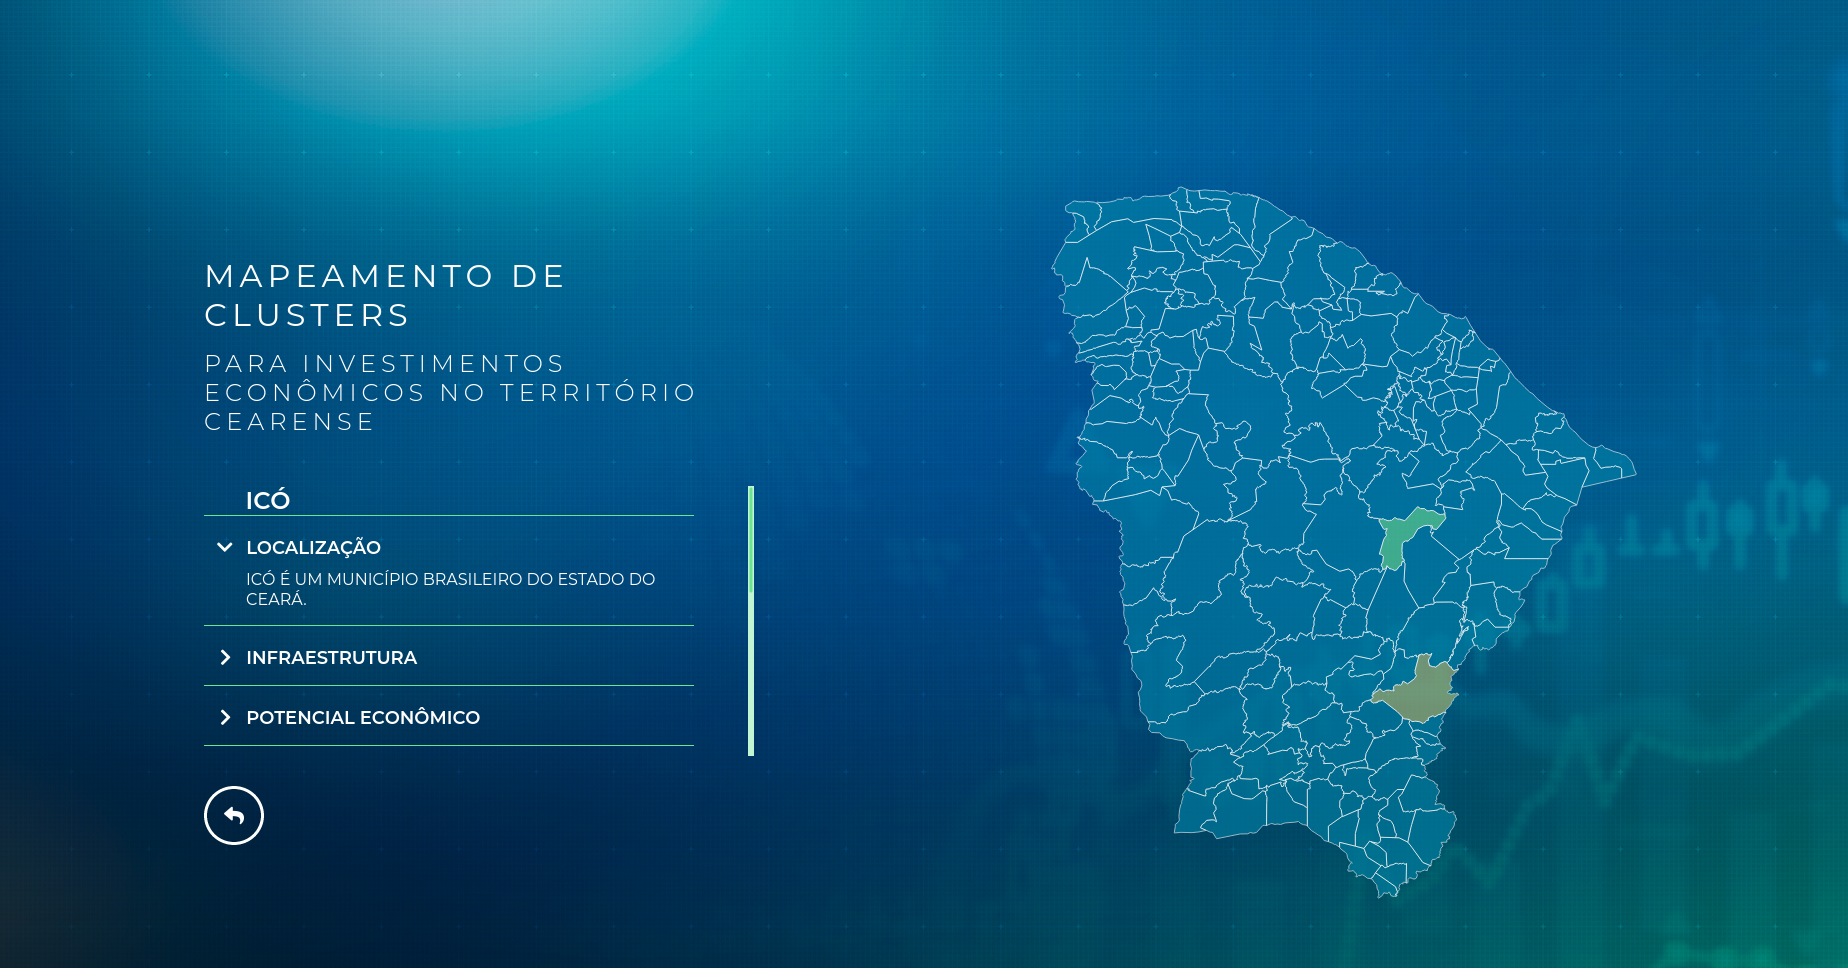 MAPEAMENTO DE
CLUSTERS
PARA INVESTIMENTOS
ECONÔMICOS NO TERRITÓRIO
CEARENSE
ICÓ
LOCALIZAÇÃO
ICÓ É UM MUNICÍPIO BRASILEIRO DO ESTADO DO
CEARÁ.
INFRAESTRUTURA
POTENCIAL ECONÔMICO